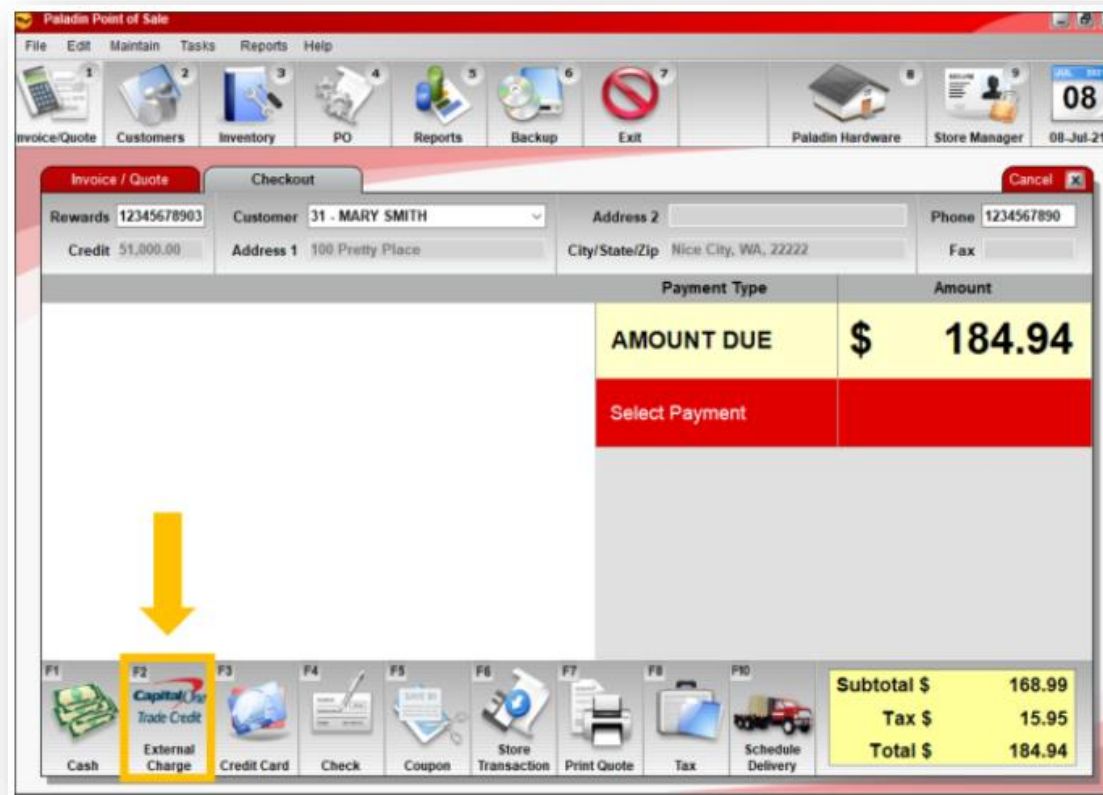 Paladin Point of Sale
File Edit Maintain Tasks Reports Help
1 2 3 4 5 6 7 8 9
08
Invoice/Quote Customers Inventory PO Reports Backup Exit Paladin Hardware Store Manager 08-Jul-21
Invoice / Quote Checkout Cancel
Rewards 12345678903 Customer 31 - MARY SMITH Address 2 Phone 1234567890
Credit 51,000.00 Address 1 100 Pretty Place City/State/Zip Nice City, WA, 22222 Fax
Payment Type Amount
AMOUNT DUE $ 184.94
Select Payment
F1 F2 F3 F4 F5 F6 F7 F8 F10
CapitalOne
Trade Credit
Subtotal $ 168.99
Tax $ 15.95
Total $ 184.94
Cash External Charge Credit Card Check Coupon Store Transaction Print Quote Tax Schedule Delivery